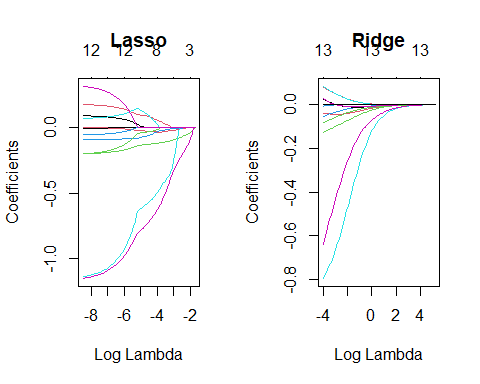 Lasso
12 12 8 3
Coefficients
0.0
-0.5
-1.0
-8 -6 -4 -2
Log Lambda
Ridge
13 13 13
Coefficients
0.0
-0.2
-0.4
-0.6
-0.8
-4 0 2 4
Log Lambda